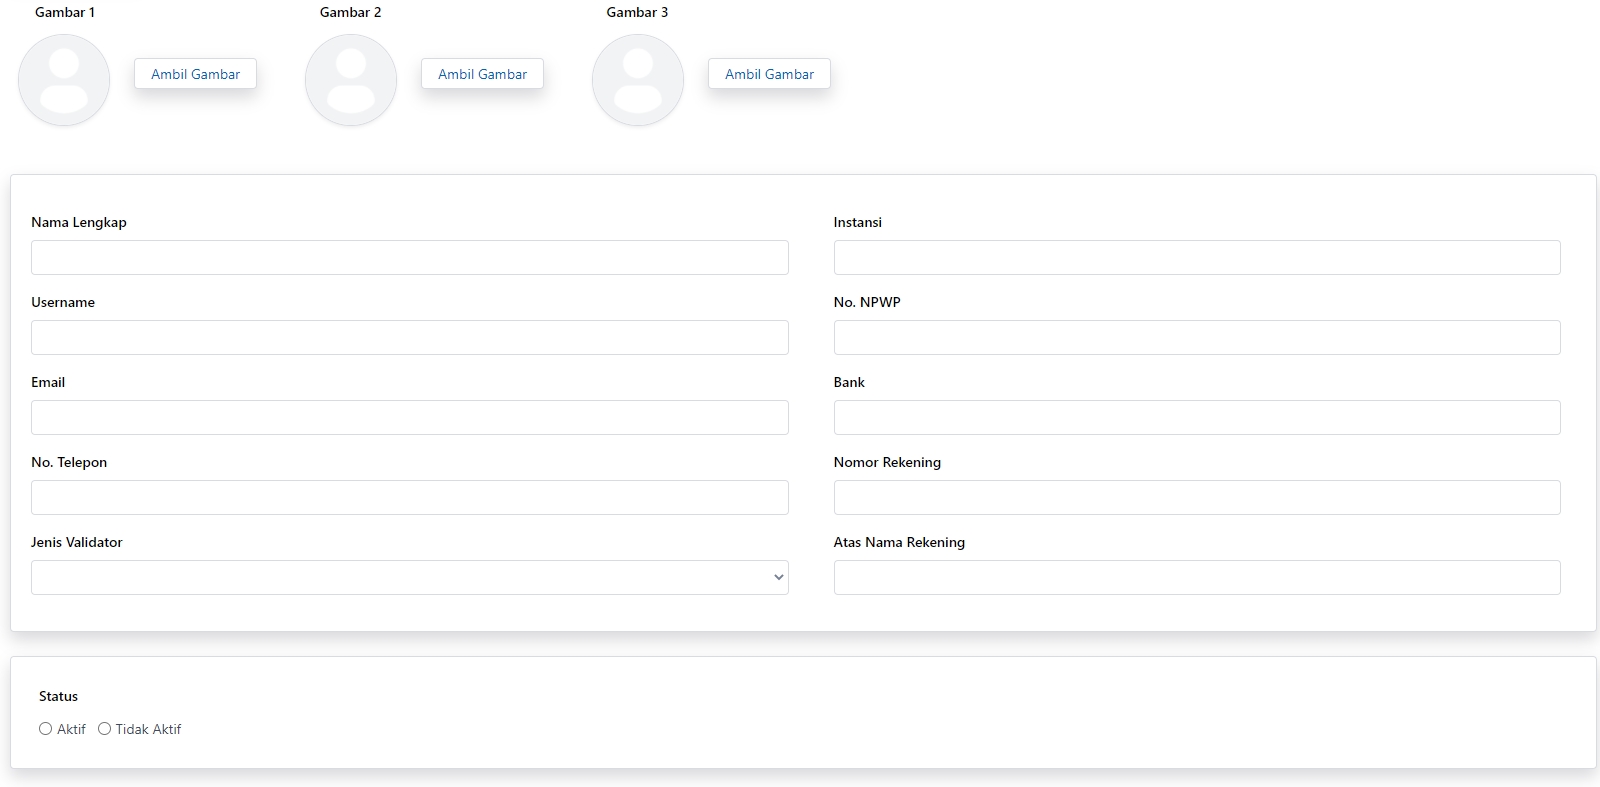 Gambar 1
Gambar 2
Gambar 3
Ambil Gambar
Ambil Gambar
Ambil Gambar
Nama Lengkap
Instansi
Username
No. NPWP
Email
Bank
No. Telepon
Nomor Rekening
Jenis Validator
Atas Nama Rekening
Status
Aktif
Tidak Aktif